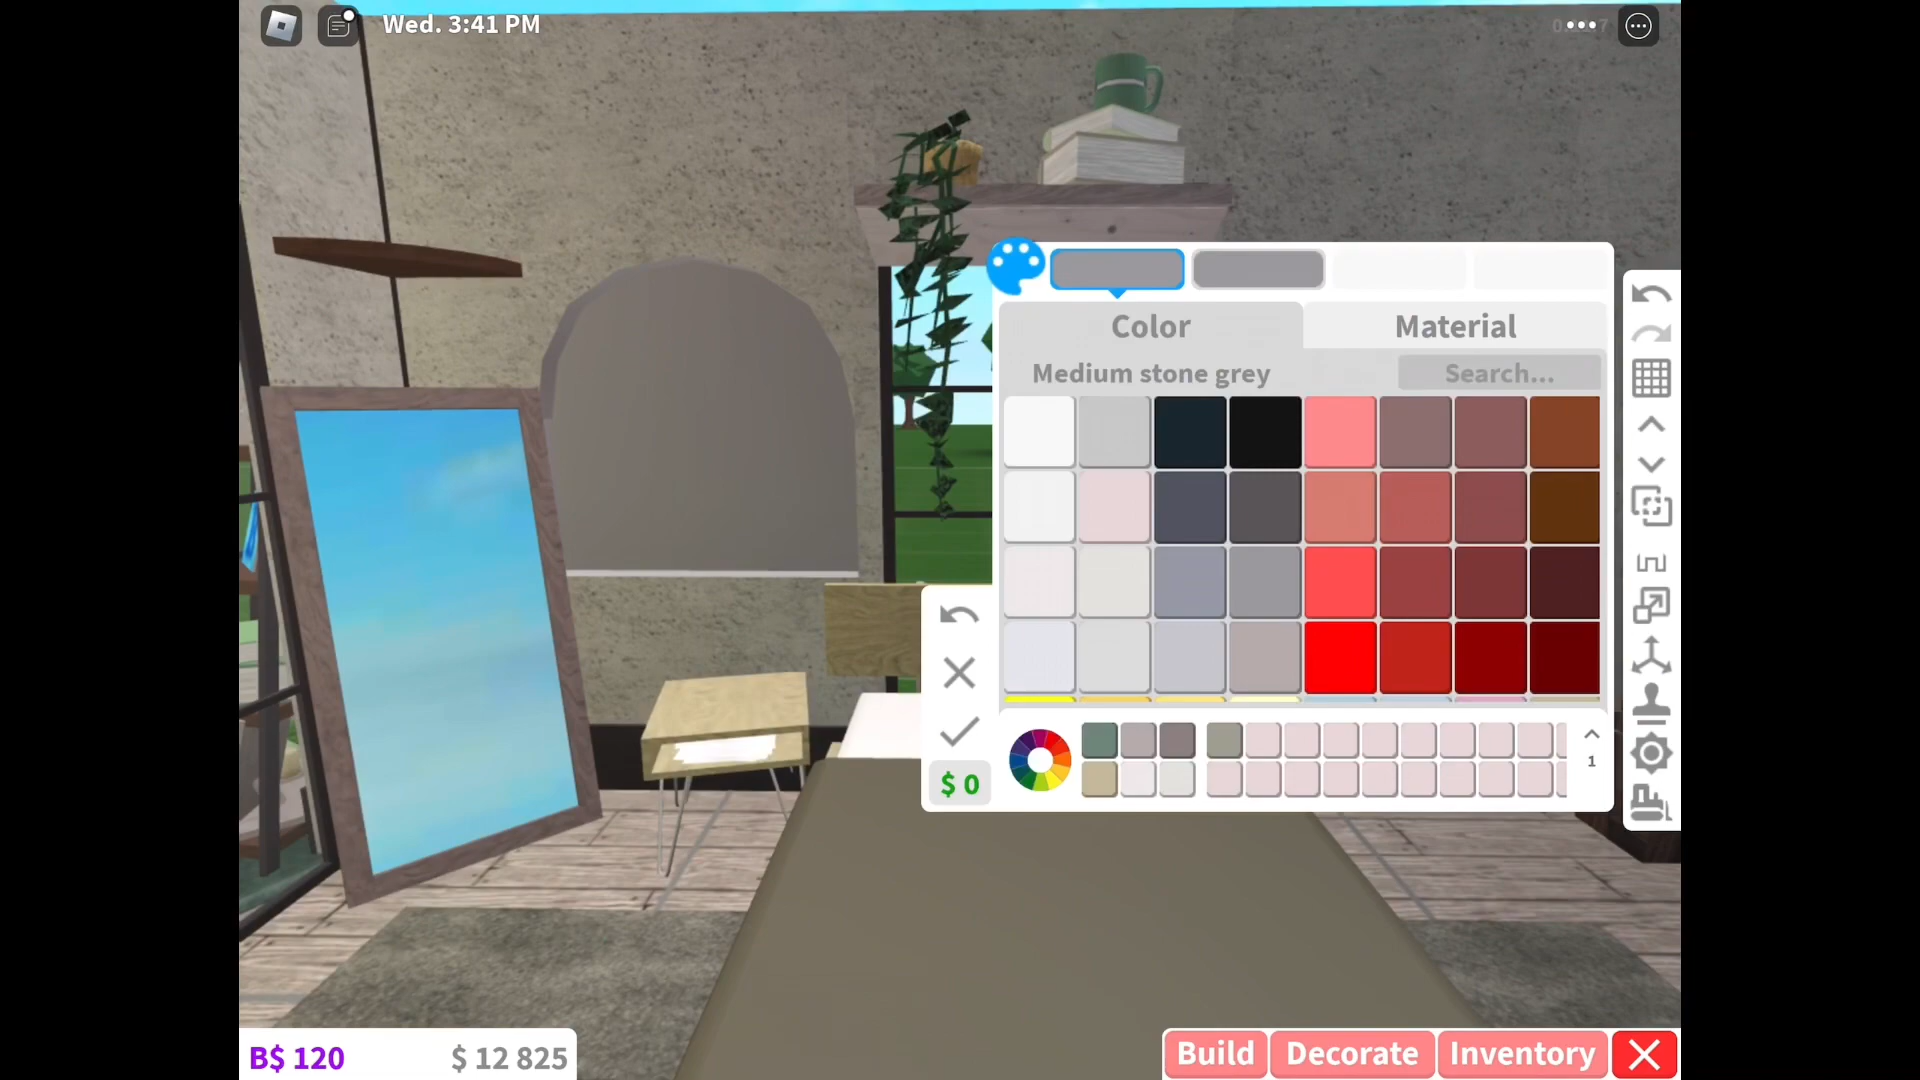 Wed. 3:41 PM
Color
Material
Medium stone grey
Search...
$ 0
1
B$ 120
$ 12 825
Build
Decorate
Inventory